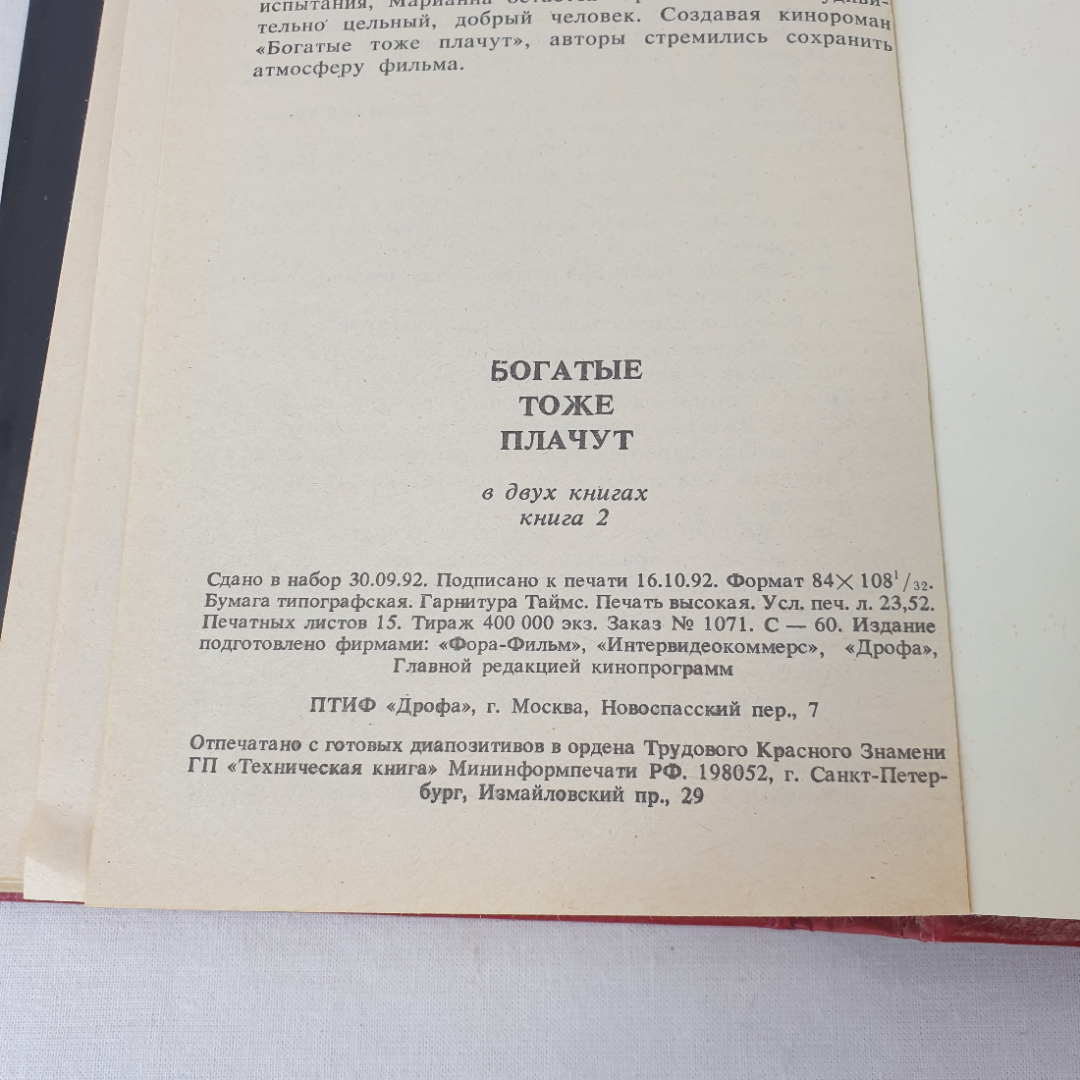 испытания, Марианна
тельно цельный, добрый человек. Создавая кинороман
«Богатые тоже плачут», авторы стремились сохранить
атмосферу фильма.
БОГАТЫЕ
ТОЖЕ
ПЛАЧУТ
в двух книгах
книга 2
Сдано в набор 30.09.92. Подписано к печати 16.10.92. Формат 84×108¹/₃₂.
Бумага типографская. Гарнитура Таймс. Печать высокая. Усл. печ. л. 23,52.
Печатных листов 15. Тираж 400 000 экз. Заказ № 1071. С — 60. Издание
подготовлено фирмами: «Фора-Фильм», «Интервидеокоммерс», «Дрофа»,
Главной редакцией кинопрограмм
ПТИФ «Дрофа», г. Москва, Новоспасский пер., 7
Отпечатано с готовых диапозитивов в ордена Трудового Красного Знамени
ГП «Техническая книга» Мининформпечати РФ. 198052, г. Санкт-Петер-
бург, Измайловский пр., 29